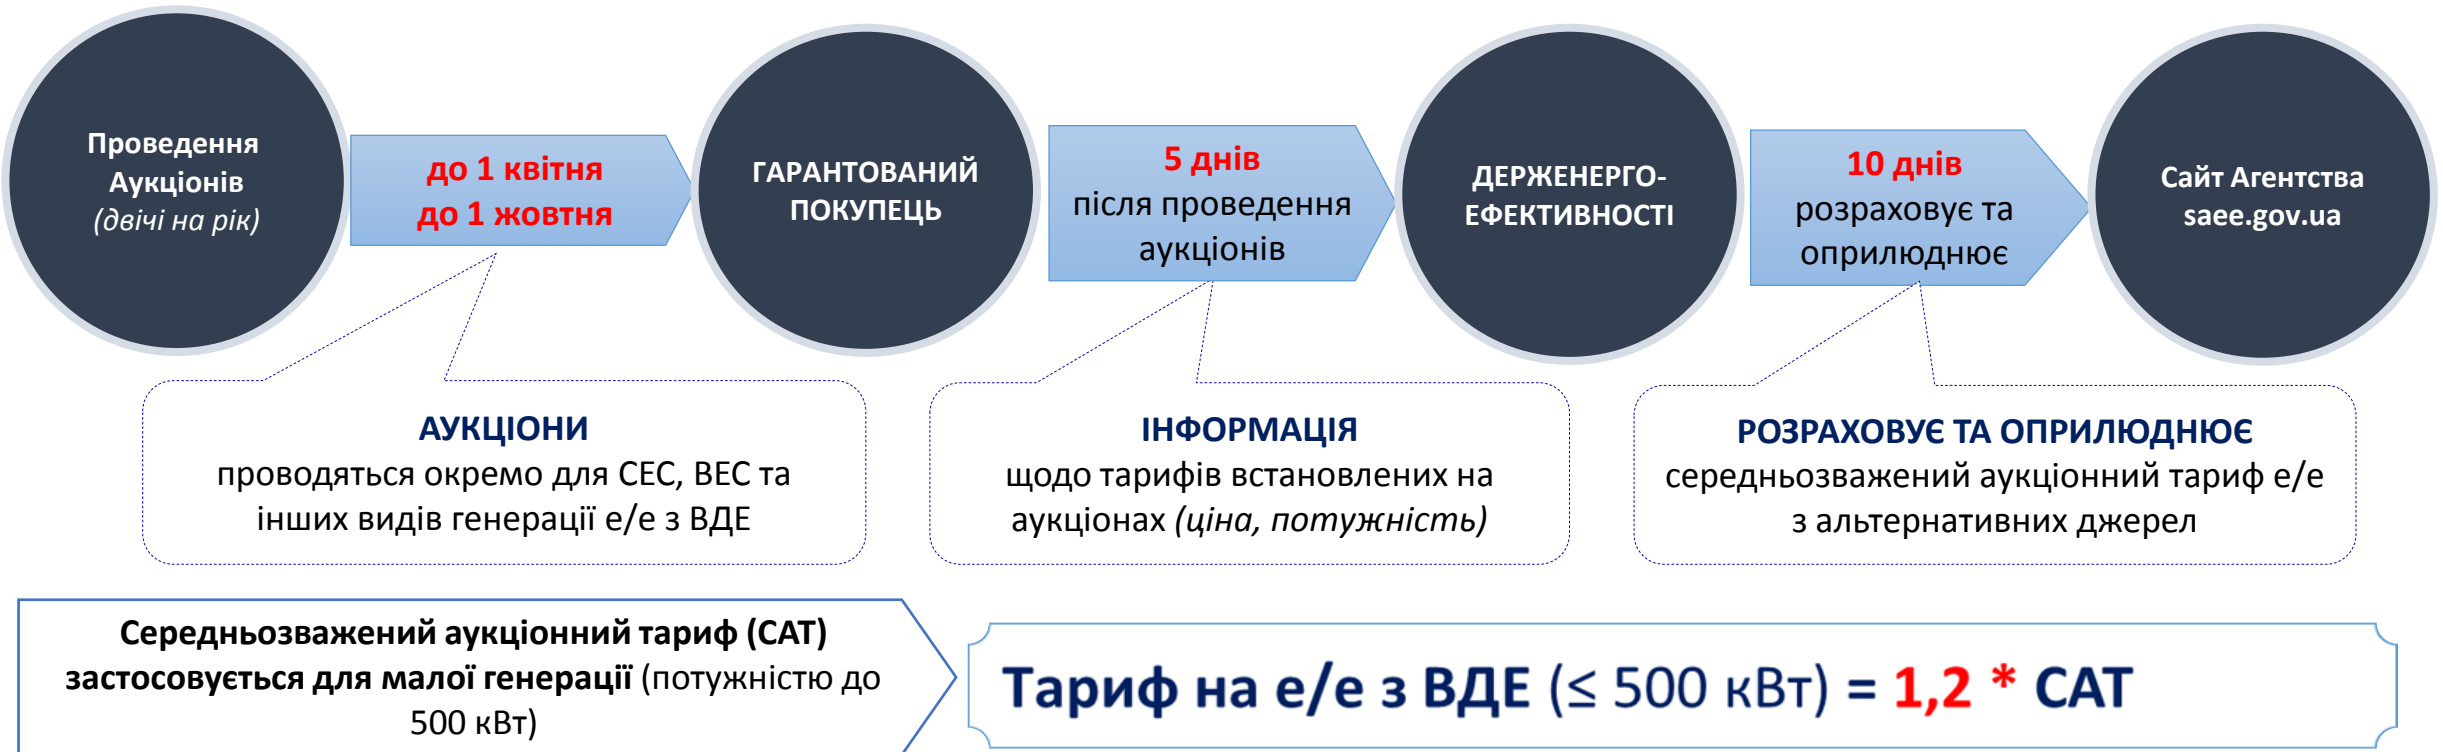 Проведення
Аукціонів
(двічі на рік)
до 1 квітня
до 1 жовтня
ГАРАНТОВАНИЙ
ПОКУПЕЦЬ
5 днів
після проведення
аукціонів
ДЕРЖЕНЕРГО-
ЕФЕКТИВНОСТІ
10 днів
розраховує та
оприлюднює
Сайт Агентства
saee.gov.ua
АУКЦІОНИ
проводяться окремо для СЕС, ВЕС та
інших видів генерації е/е з ВДЕ
ІНФОРМАЦІЯ
щодо тарифів встановлених на
аукціонах (ціна, потужність)
РОЗРАХОВУЄ ТА ОПРИЛЮДНЮЄ
середньозважений аукціонний тариф е/е
з альтернативних джерел
Середньозважений аукціонний тариф (САТ)
застосовується для малої генерації (потужністю до
500 кВт)
Тариф на е/е з ВДЕ (≤ 500 кВт) = 1,2 * САТ